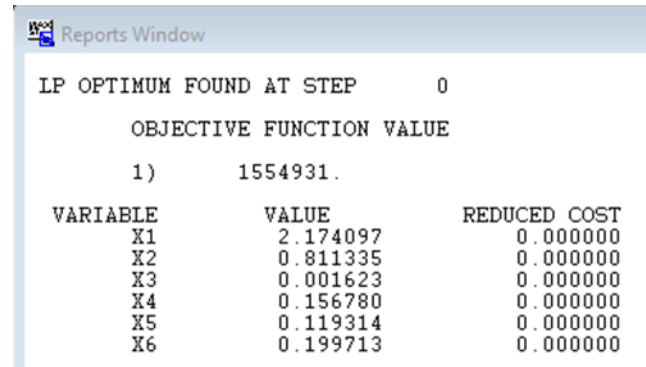 Reports Window
LP OPTIMUM FOUND AT STEP 0
OBJECTIVE FUNCTION VALUE
1) 1554931.
VARIABLE VALUE REDUCED COST
X1 2.174097 0.000000
X2 0.811335 0.000000
X3 0.001623 0.000000
X4 0.156780 0.000000
X5 0.119314 0.000000
X6 0.199713 0.000000